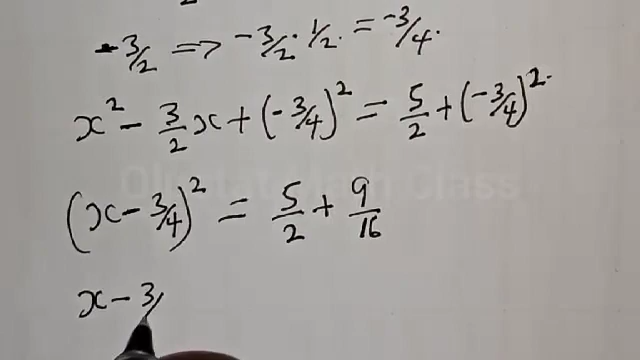 -3/2 ⟹ -3/2 · 1/2. = -3/4.
x² - 3/2 x + (-3/4)² = 5/2 + (-3/4)².
(x - 3/4)² = 5/2 + 9/16
x - 3/